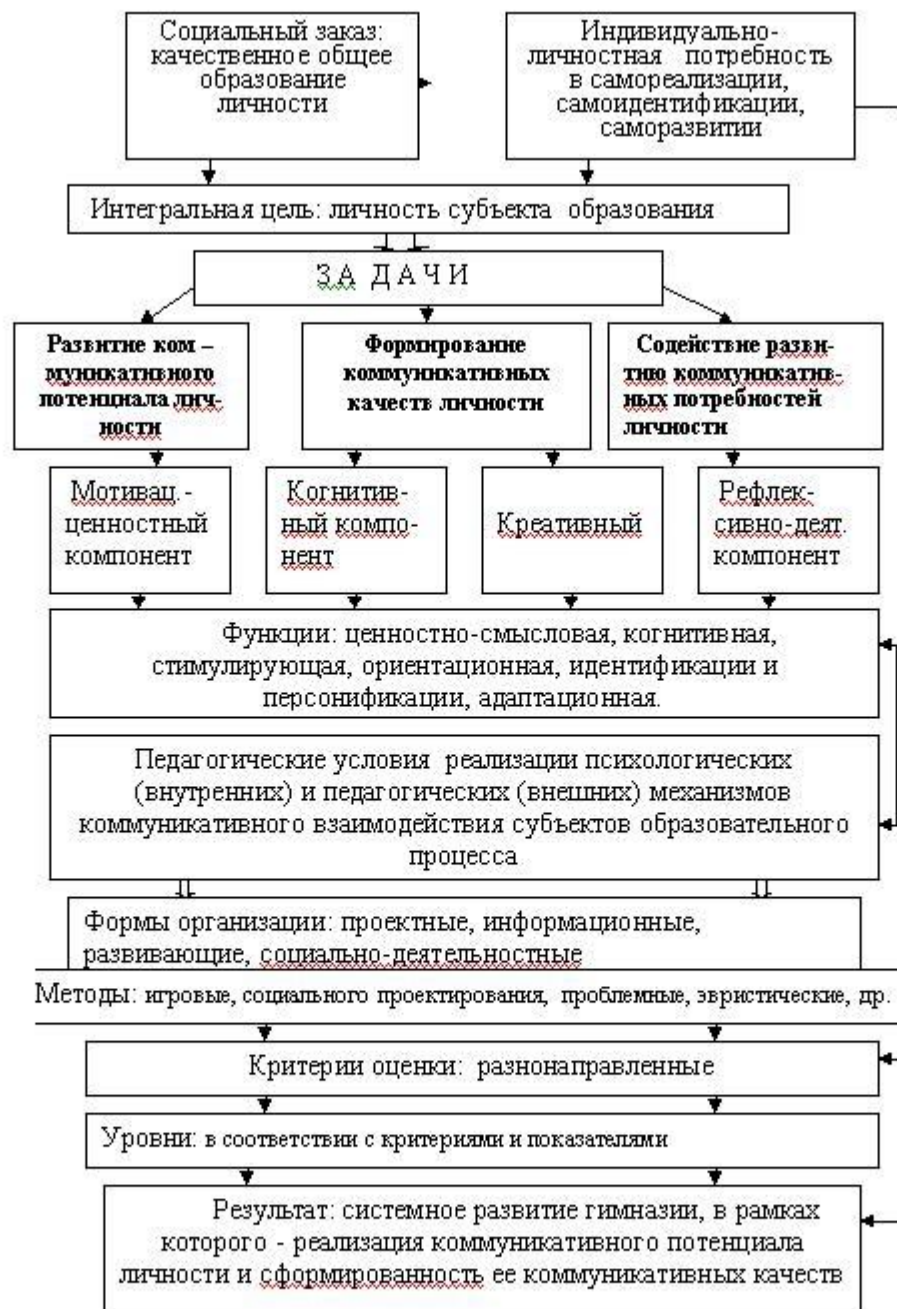 Социальный заказ:
качественное общее
образование
личности
Индивидуально-
личностная потребность
в самореализации,
самоидентификации,
саморазвитии
Интегральная цель: личность субъекта образования
ЗА ДАЧИ
Развитие ком –
муникативного
потенциала лич-
ности
Формирование
коммуникативных
качеств личности
Содействие разви-
тию коммуникатив-
ных потребностей
личности
Мотивац.-
ценностный
компонент
Когнитив-
ный компо-
нент
Креативный
Рефлек-
сивно-деят.
компонент
Функции: ценностно-смысловая, когнитивная,
стимулирующая, ориентационная, идентификации и
персонификации, адаптационная.
Педагогические условия реализации психологических
(внутренних) и педагогических (внешних) механизмов
коммуникативного взаимодействия субъектов образовательного
процесса
Формы организации: проектные, информационные,
развивающие, социально-деятельностные
Методы: игровые, социального проектирования, проблемные, эвристические, др.
Критерии оценки: разнонаправленные
Уровни: в соответствии с критериями и показателями
Результат: системное развитие гимназии, в рамках
которого - реализация коммуникативного потенциала
личности и сформированность ее коммуникативных качеств